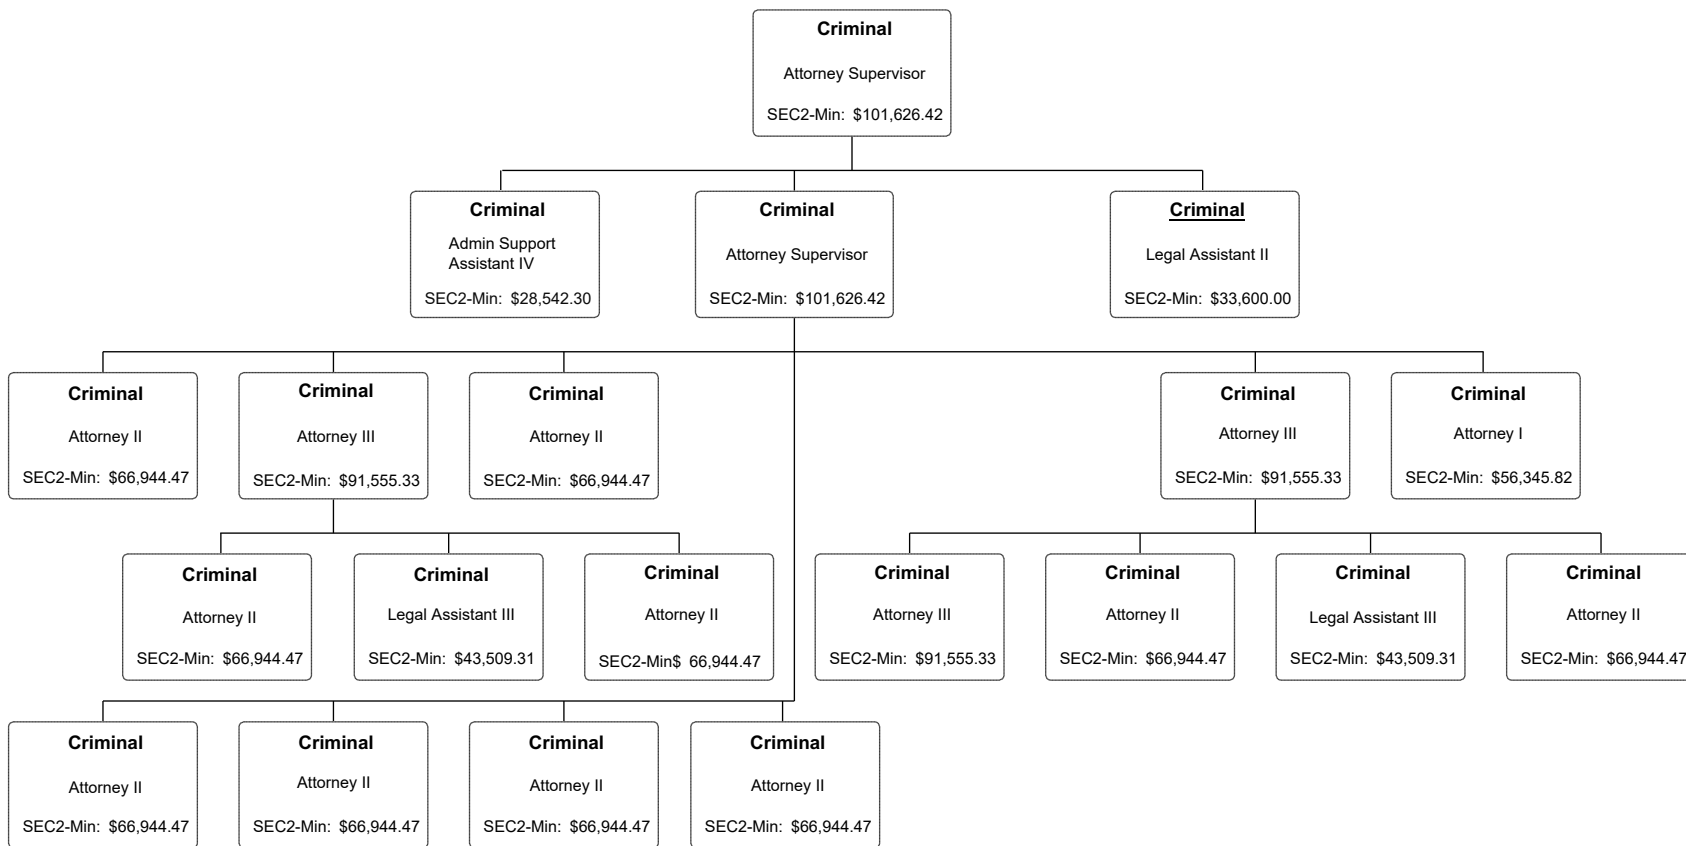 Criminal
Attorney Supervisor
SEC2-Min: $101,626.42
Criminal
Admin Support
Assistant IV
SEC2-Min: $28,542.30
Criminal
Attorney Supervisor
SEC2-Min: $101,626.42
Criminal
Legal Assistant II
SEC2-Min: $33,600.00
Criminal
Attorney II
SEC2-Min: $66,944.47
Criminal
Attorney III
SEC2-Min: $91,555.33
Criminal
Attorney II
SEC2-Min: $66,944.47
Criminal
Attorney III
SEC2-Min: $91,555.33
Criminal
Attorney I
SEC2-Min: $56,345.82
Criminal
Attorney II
SEC2-Min: $66,944.47
Criminal
Legal Assistant III
SEC2-Min: $43,509.31
Criminal
Attorney II
SEC2-Min$ 66,944.47
Criminal
Attorney III
SEC2-Min: $91,555.33
Criminal
Attorney II
SEC2-Min: $66,944.47
Criminal
Legal Assistant III
SEC2-Min: $43,509.31
Criminal
Attorney II
SEC2-Min: $66,944.47
Criminal
Attorney II
SEC2-Min: $66,944.47
Criminal
Attorney II
SEC2-Min: $66,944.47
Criminal
Attorney II
SEC2-Min: $66,944.47
Criminal
Attorney II
SEC2-Min: $66,944.47